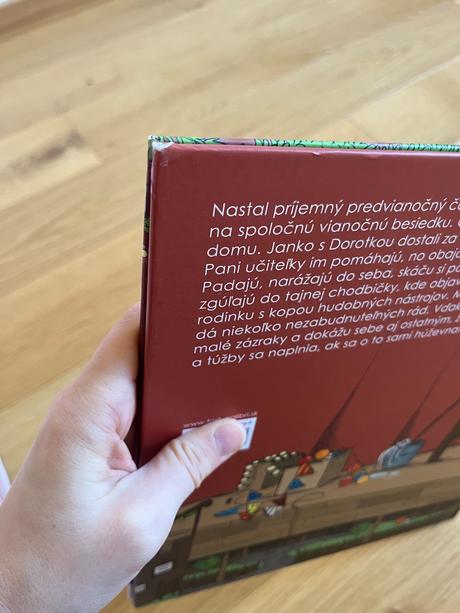 Nastal príjemný predvianočný
na spoločnú vianočnú besiedku.
domu. Janko s Dorotkou dostali za
Pani učiteľky im pomáhajú, no
Padajú, narážajú do seba, skáču si
zgúľajú do tajnej chodbičky, kde
rodinku s kopou hudobných nástrojov.
dá niekoľko nezabudnuteľných rád.
malé zázraky a dokážu sebe aj ostatným,
a túžby sa naplnia, ak sa o to sami